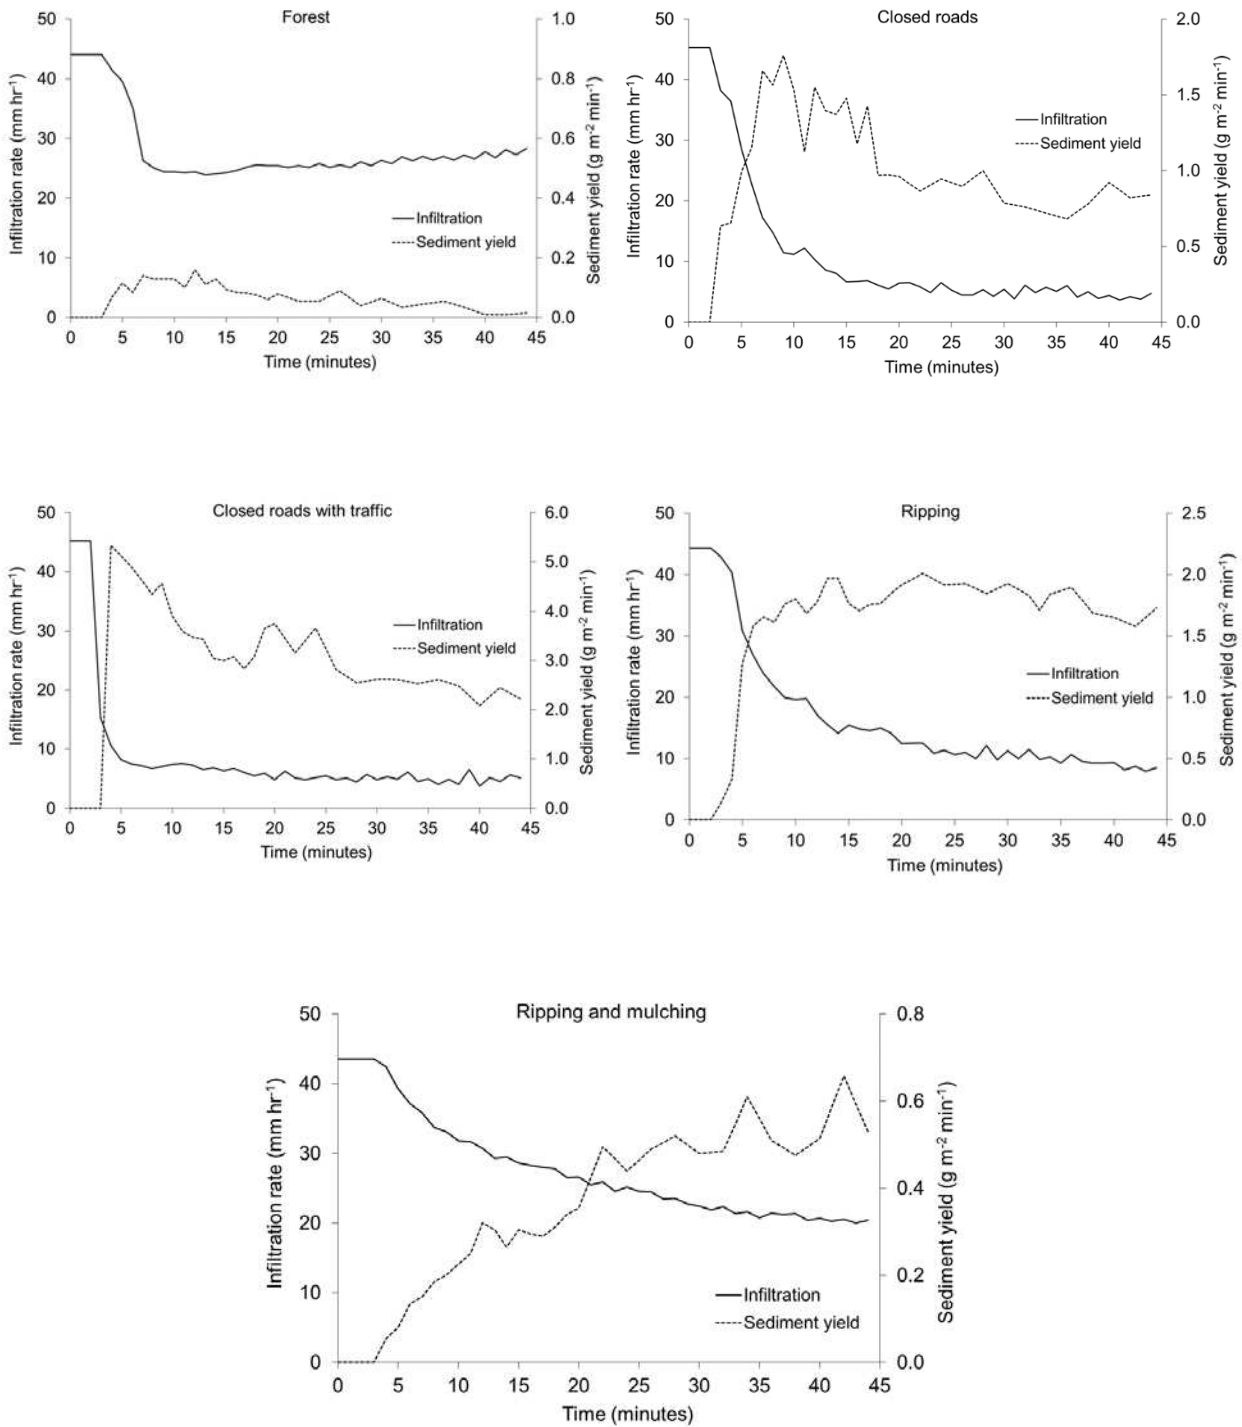 Forest
50
40
30
20
10
0
Infiltration rate (mm hr⁻¹)
1.0
0.8
0.6
0.4
0.2
0.0
Sediment yield (g m⁻² min⁻¹)
Infiltration
Sediment yield
0 5 10 15 20 25 30 35 40 45
Time (minutes)
Closed roads
50
40
30
20
10
0
Infiltration rate (mm hr⁻¹)
2.0
1.5
1.0
0.5
0.0
Sediment yield (g m⁻² min⁻¹)
Infiltration
Sediment yield
0 5 10 15 20 25 30 35 40 45
Time (minutes)
Closed roads with traffic
50
40
30
20
10
0
Infiltration rate (mm hr⁻¹)
6.0
5.0
4.0
3.0
2.0
1.0
0.0
Sediment yield (g m⁻² min⁻¹)
Infiltration
Sediment yield
0 5 10 15 20 25 30 35 40 45
Time (minutes)
Ripping
50
40
30
20
10
0
Infiltration rate (mm hr⁻¹)
2.5
2.0
1.5
1.0
0.5
0.0
Sediment yield (g m⁻² min⁻¹)
Infiltration
Sediment yield
0 5 10 15 20 25 30 35 40 45
Time (minutes)
Ripping and mulching
50
40
30
20
10
0
Infiltration rate (mm hr⁻¹)
0.8
0.6
0.4
0.2
0.0
Sediment yield (g m⁻² min⁻¹)
Infiltration
Sediment yield
0 5 10 15 20 25 30 35 40 45
Time (minutes)